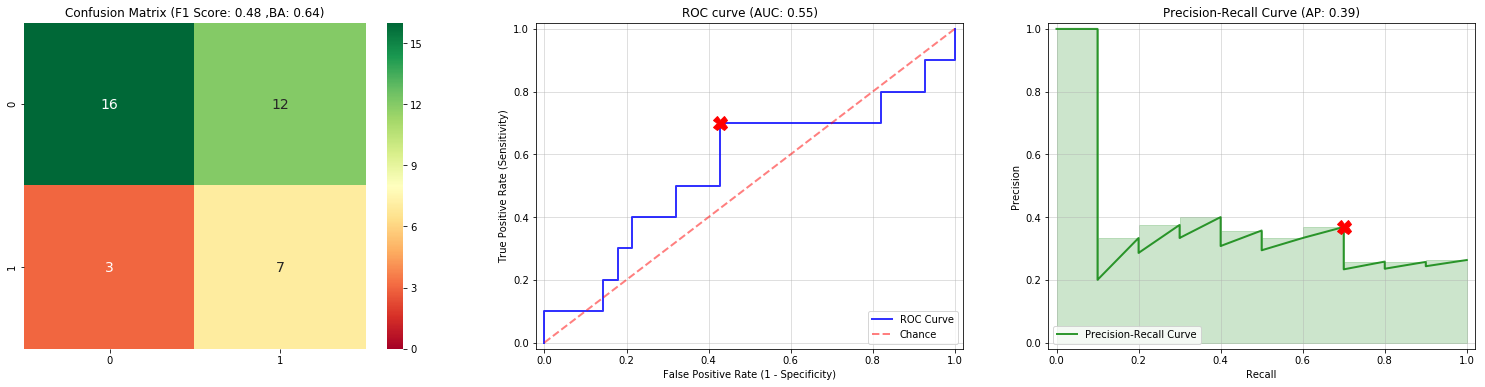 Confusion Matrix (F1 Score: 0.48 ,BA: 0.64)
0
1
16
12
3
7
0
1
15
12
9
6
3
0
ROC curve (AUC: 0.55)
True Positive Rate (Sensitivity)
1.0
0.8
0.6
0.4
0.2
0.0
ROC Curve
Chance
0.0 0.2 0.4 0.6 0.8 1.0
False Positive Rate (1 - Specificity)
Precision-Recall Curve (AP: 0.39)
Precision
1.0
0.8
0.6
0.4
0.2
0.0
Precision-Recall Curve
0.0 0.2 0.4 0.6 0.8 1.0
Recall